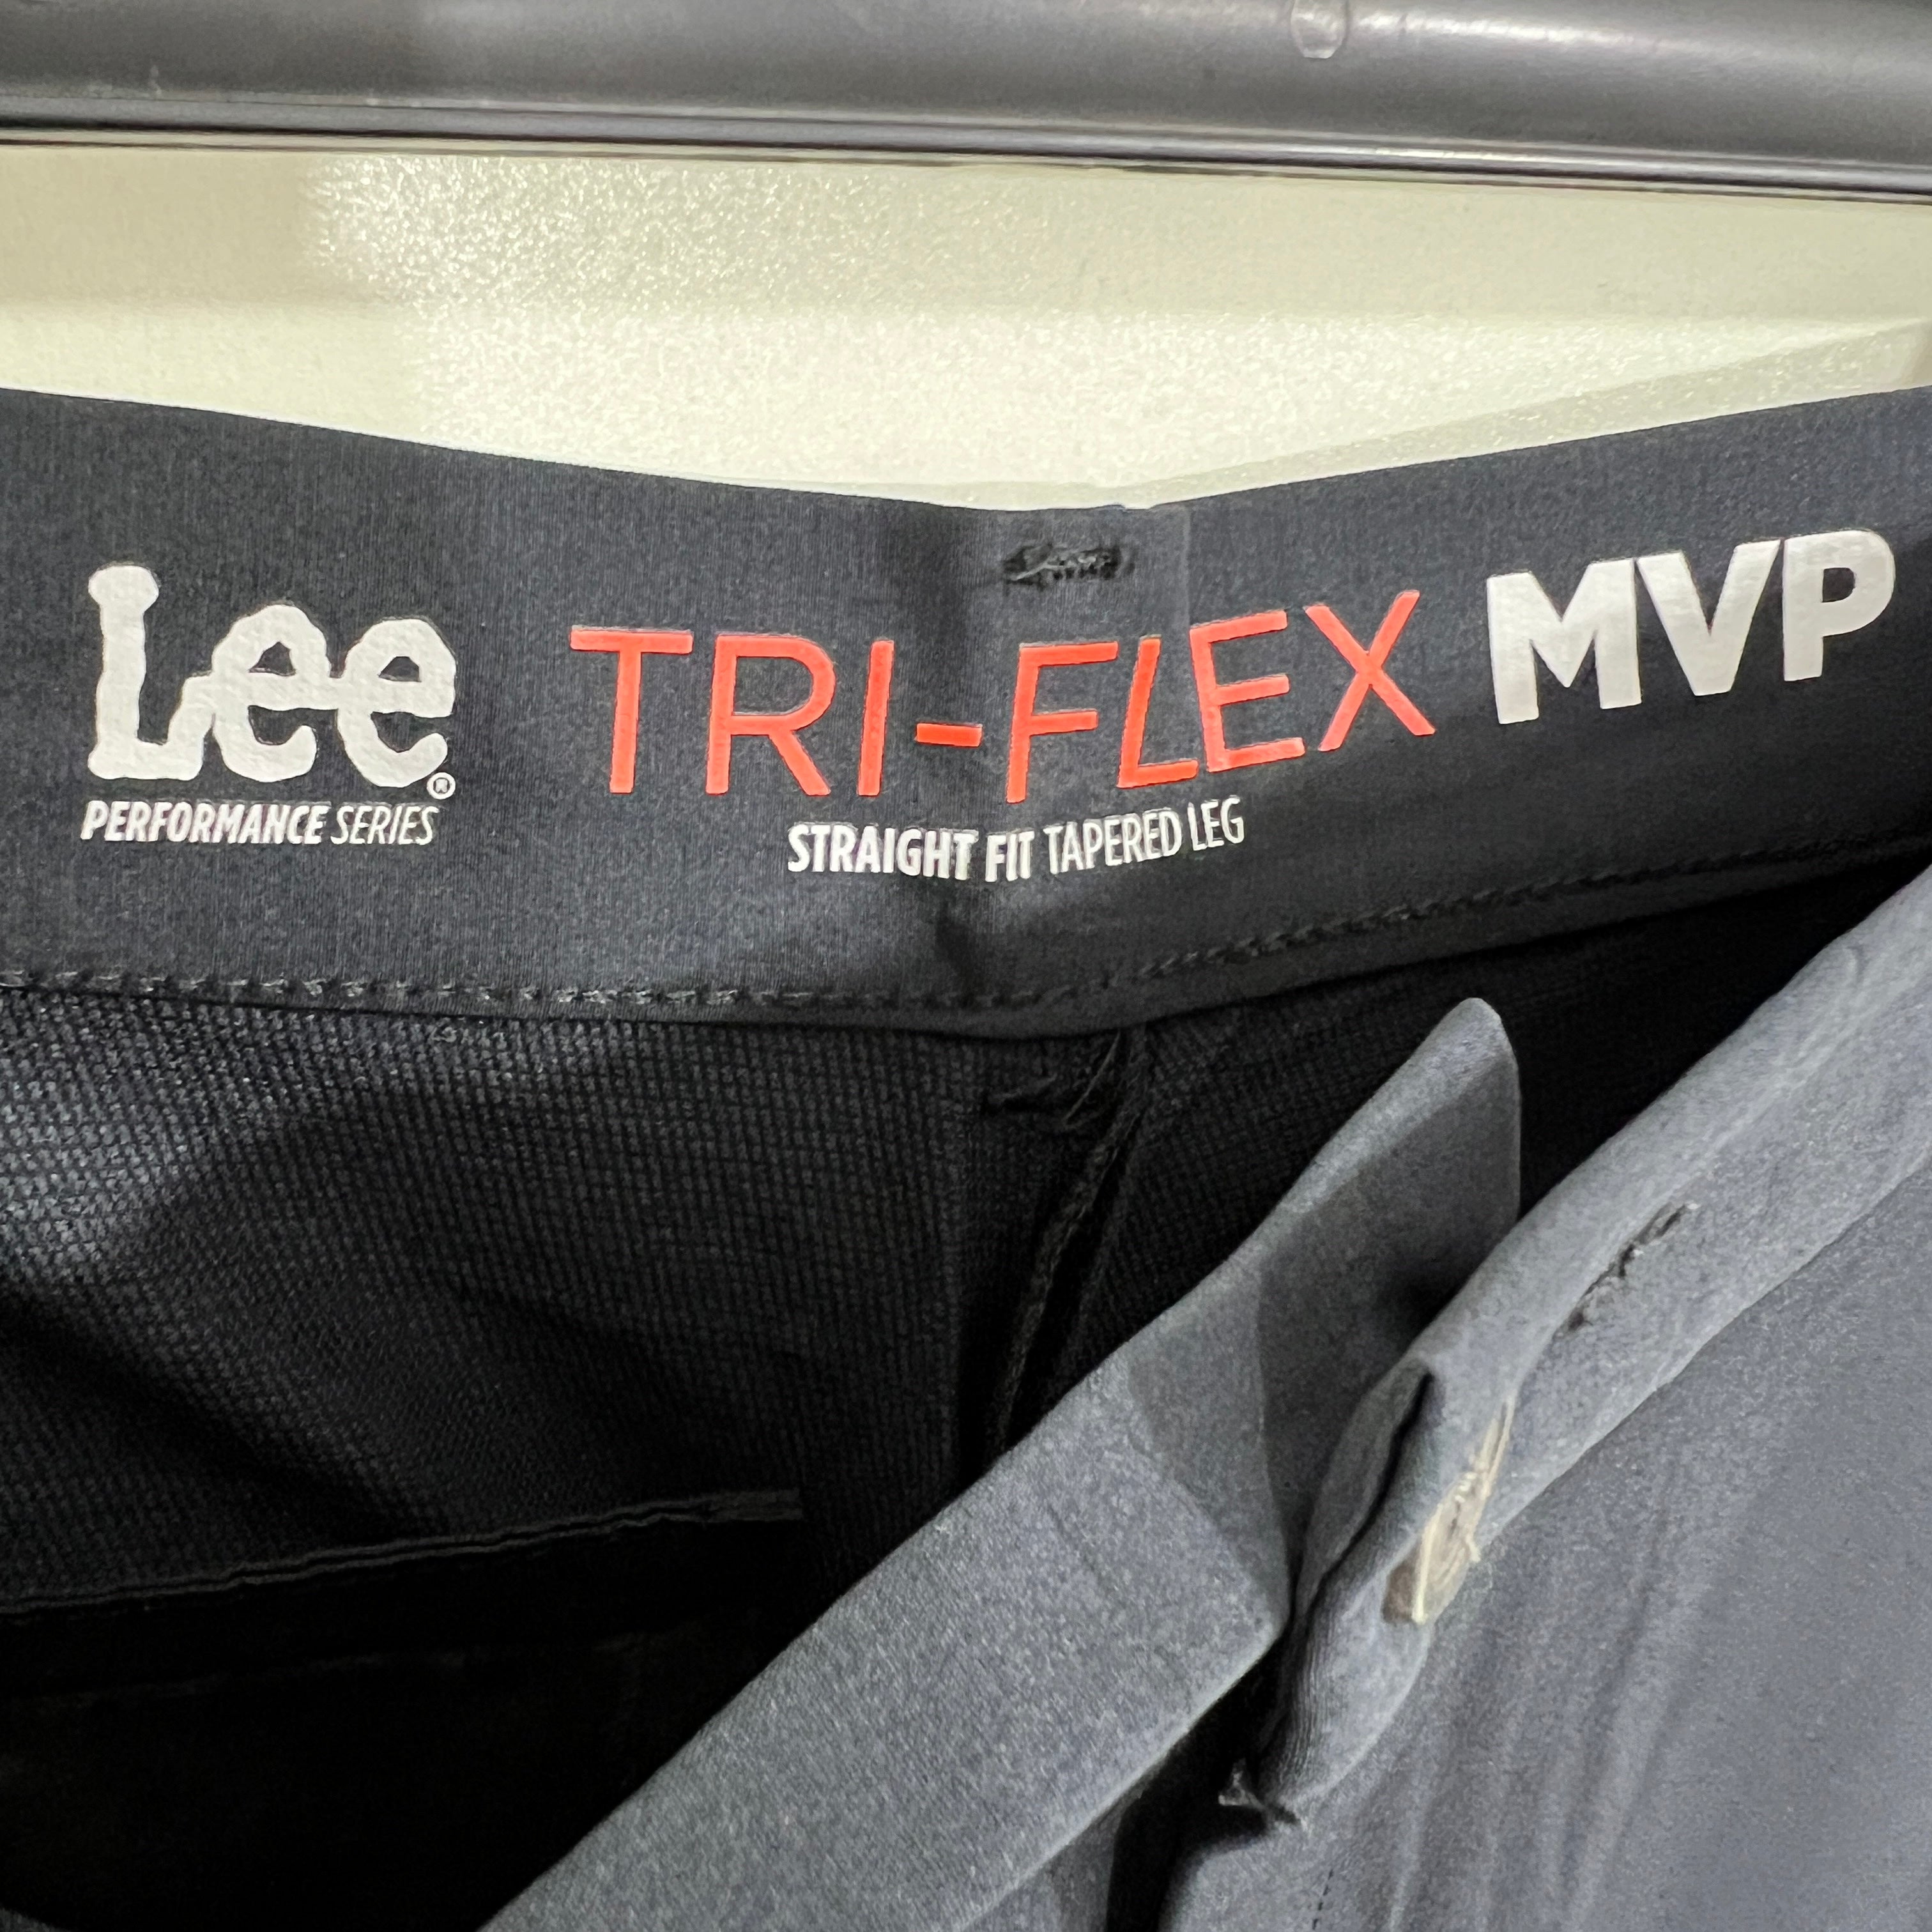 Lee® TRI-FLEX MVP
PERFORMANCE SERIES
STRAIGHT FIT TAPERED LEG